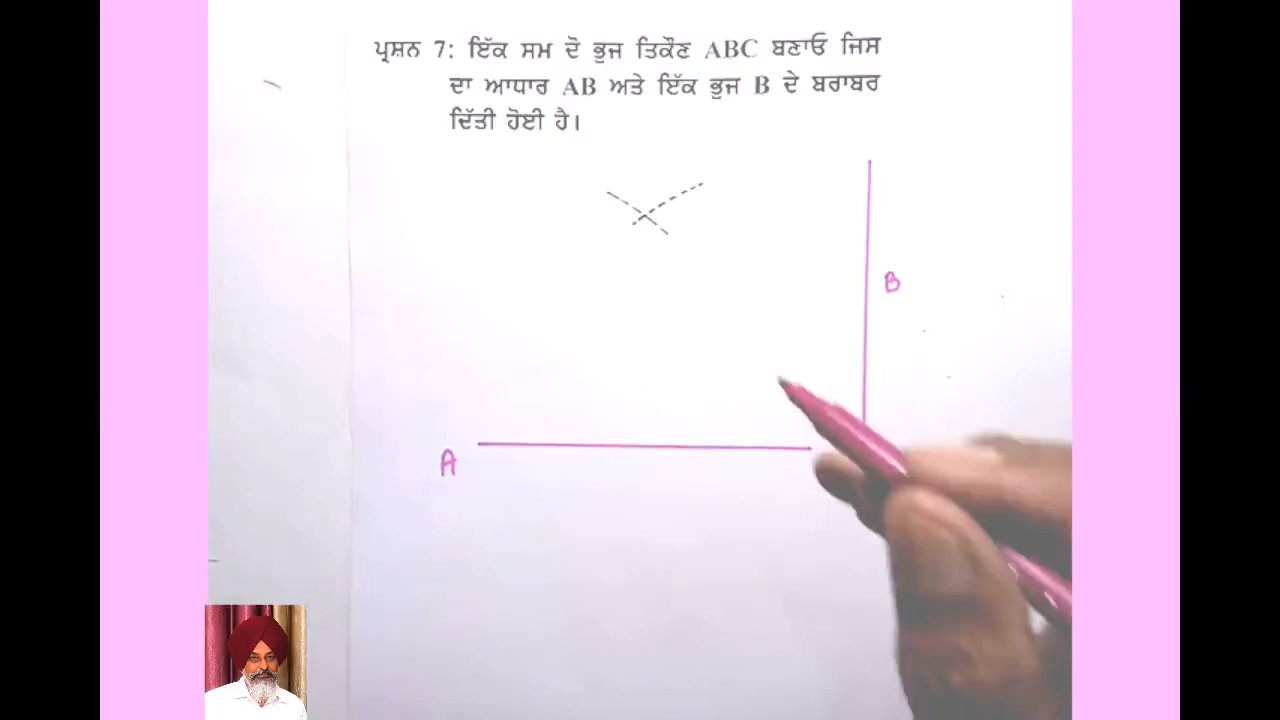 ਪ੍ਰਸ਼ਨ 7: ਇੱਕ ਸਮ ਦੋ ਭੁਜ ਤਿਕੌਣ ABC ਬਣਾਓ ਜਿਸ
ਦਾ ਆਧਾਰ AB ਅਤੇ ਇੱਕ ਭੁਜ B ਦੇ ਬਰਾਬਰ
ਦਿੱਤੀ ਹੋਈ ਹੈ।
B
A